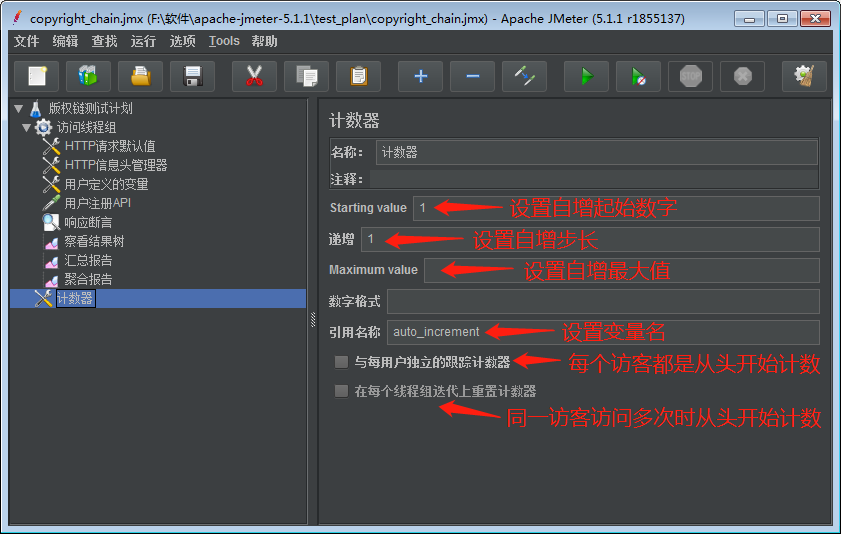 copyright_chain.jmx (F:\软件\apache-jmeter-5.1.1\test_plan\copyright_chain.jmx) - Apache JMeter (5.1.1 r1855137)
文件 编辑 查找 运行 选项 Tools 帮助
STOP
版权链测试计划
访问线程组
HTTP请求默认值
HTTP信息头管理器
用户定义的变量
用户注册API
响应断言
察看结果树
汇总报告
聚合报告
计数器
计数器
名称： 计数器
注释：
Starting value 1 设置自增起始数字
递增 1 设置自增步长
Maximum value 设置自增最大值
数字格式
引用名称 auto_increment 设置变量名
与每用户独立的跟踪计数器 每个访客都是从头开始计数
在每个线程组迭代上重置计数器
同一访客访问多次时从头开始计数